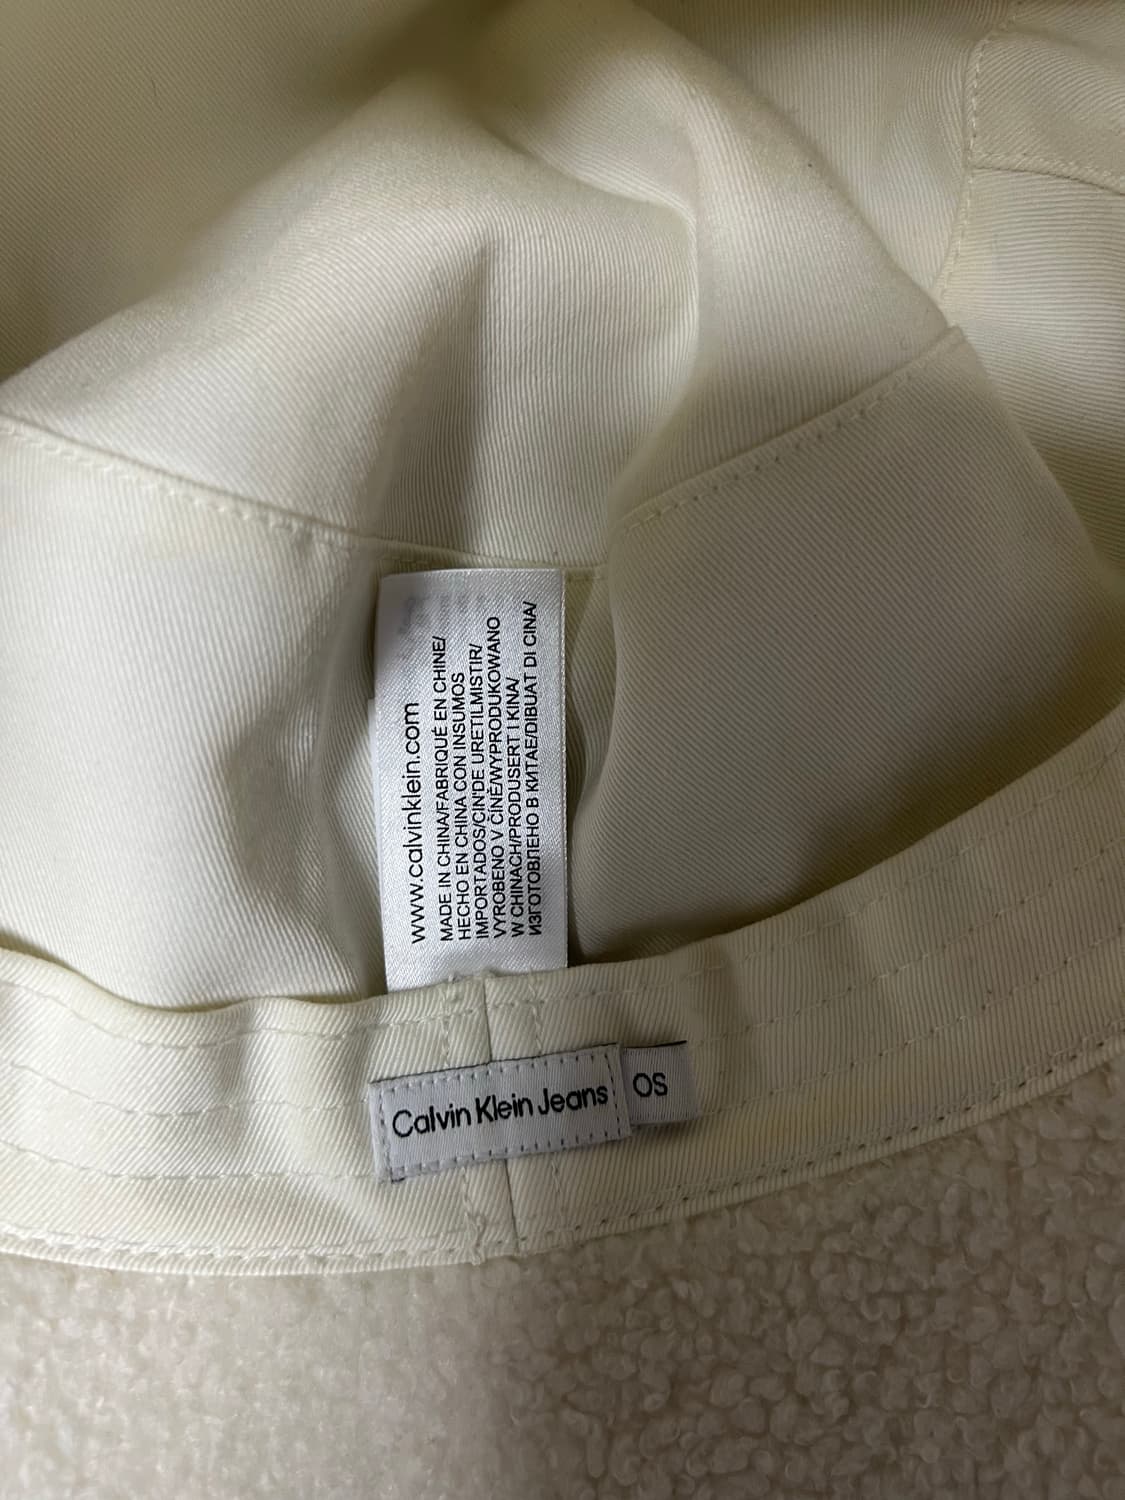 www.calvinklein.com
MADE IN CHINA/FABRIQUÉ EN CHINE/
HECHO EN CHINA CON INSUMOS
IMPORTADOS/CIN'DE URETILMISTIR/
VYROBENO V ČÍNĚ/WYPRODUKOWANO
W CHINACH/PRODUSERT I KINA/
ИЗГОТОВЛЕНО В КИТАЕ/DIBUAT DI CINA/
Calvin Klein Jeans
OS